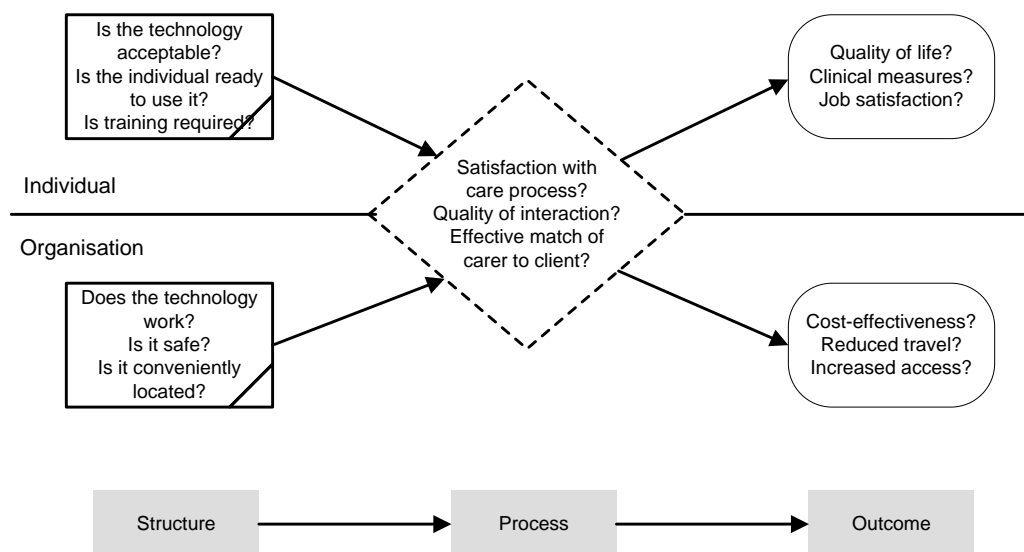 Is the technology
acceptable?
Is the individual ready
to use it?
Is training required?
Quality of life?
Clinical measures?
Job satisfaction?
Satisfaction with
care process?
Quality of interaction?
Effective match of
carer to client?
Individual
Organisation
Does the technology
work?
Is it safe?
Is it conveniently
located?
Cost-effectiveness?
Reduced travel?
Increased access?
Structure
Process
Outcome